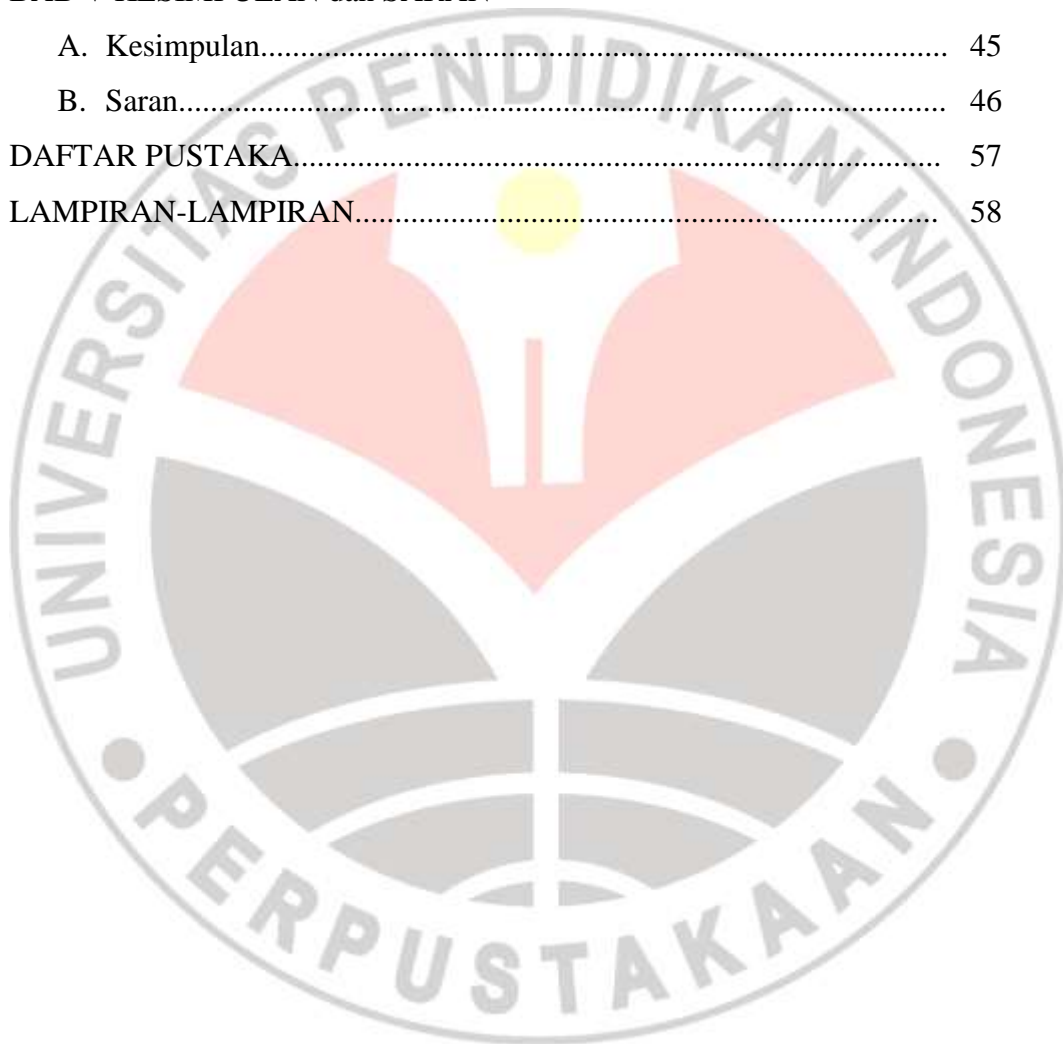 A. Kesimpulan.......................................................................................... 45
B. Saran..................................................................................................... 46
DAFTAR PUSTAKA..................................................................................... 57
LAMPIRAN-LAMPIRAN............................................................................. 58
UNIVERSITAS PENDIDIKAN INDONESIA
PERPUSTAKAAN